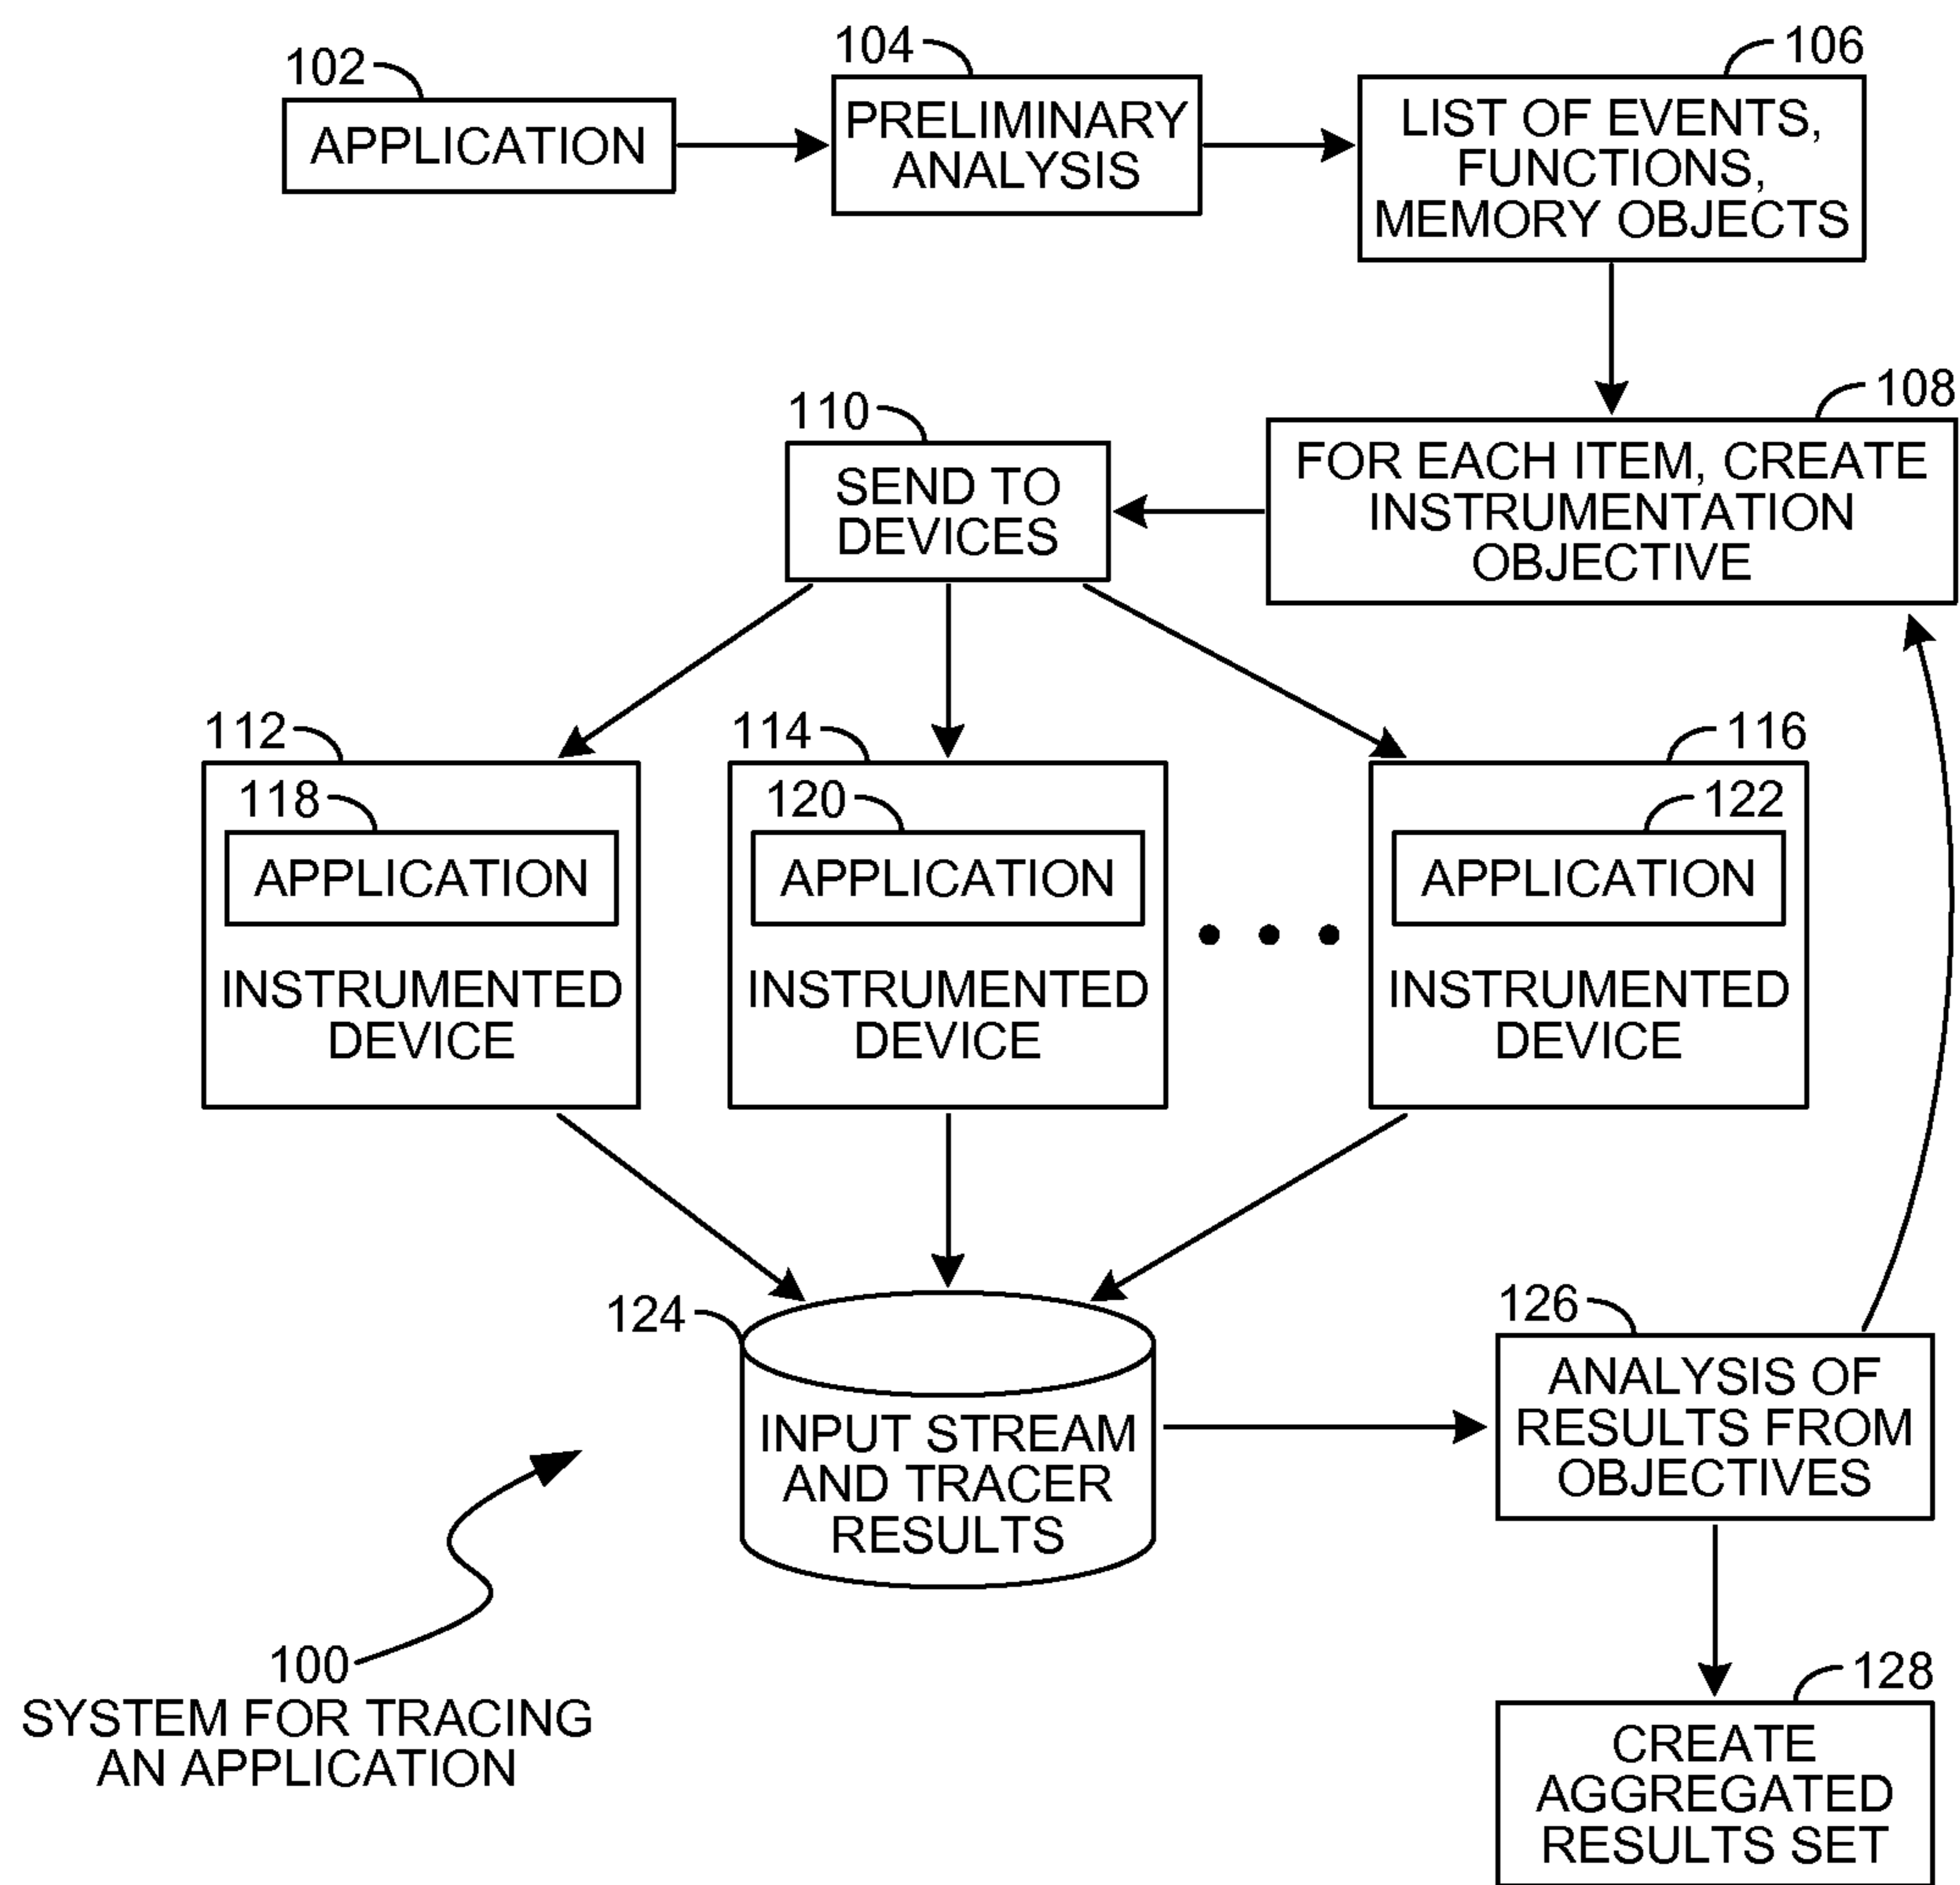 102
APPLICATION
104
PRELIMINARY
ANALYSIS
106
LIST OF EVENTS,
FUNCTIONS,
MEMORY OBJECTS
108
FOR EACH ITEM, CREATE
INSTRUMENTATION
OBJECTIVE
110
SEND TO
DEVICES
112
118
APPLICATION
INSTRUMENTED
DEVICE
114
120
APPLICATION
INSTRUMENTED
DEVICE
116
122
APPLICATION
INSTRUMENTED
DEVICE
124
INPUT STREAM
AND TRACER
RESULTS
126
ANALYSIS OF
RESULTS FROM
OBJECTIVES
128
CREATE
AGGREGATED
RESULTS SET
100
SYSTEM FOR TRACING
AN APPLICATION